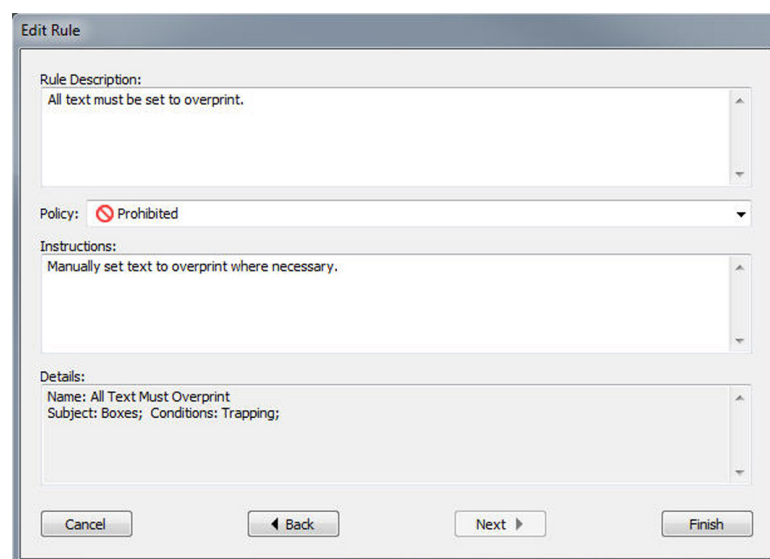 Edit Rule
Rule Description:
All text must be set to overprint.
Policy: Prohibited
Instructions:
Manually set text to overprint where necessary.
Details:
Name: All Text Must Overprint
Subject: Boxes;  Conditions: Trapping;
Cancel Back Next Finish